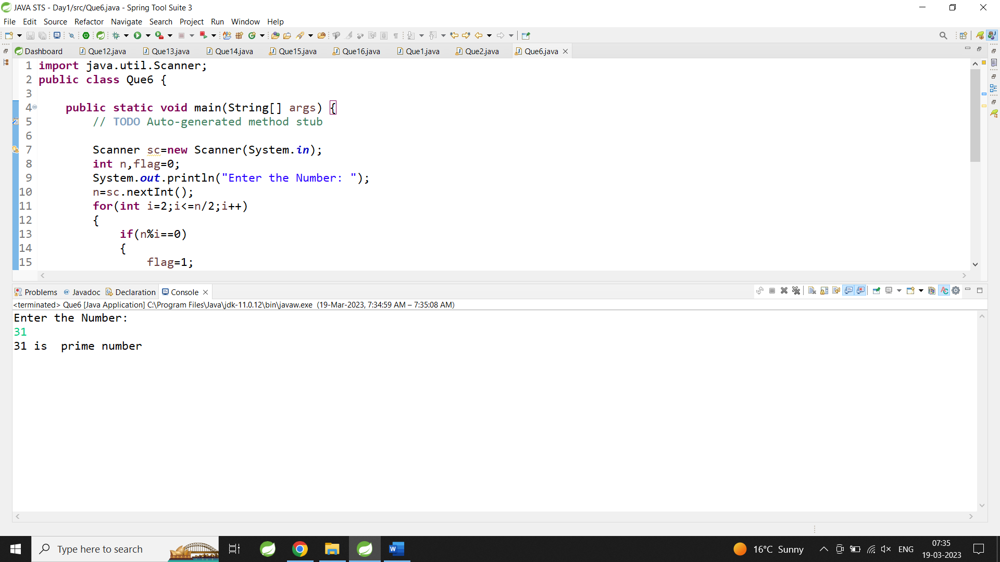 JAVA STS - Day1/src/Que6.java - Spring Tool Suite 3
File Edit Source Refactor Navigate Search Project Run Window Help
Dashboard Que12.java Que13.java Que14.java Que15.java Que16.java Que1.java Que2.java Que6.java
1 import java.util.Scanner;
2 public class Que6 {
3
4 public static void main(String[] args) {
5 // TODO Auto-generated method stub
6
7 Scanner sc=new Scanner(System.in);
8 int n,flag=0;
9 System.out.println("Enter the Number: ");
10 n=sc.nextInt();
11 for(int i=2;i<=n/2;i++)
12 {
13 if(n%i==0)
14 {
15 flag=1;
Problems @ Javadoc Declaration Console
<terminated> Que6 [Java Application] C:\Program Files\Java\jdk-11.0.12\bin\javaw.exe (19-Mar-2023, 7:34:59 AM – 7:35:08 AM)
Enter the Number:
31
31 is  prime number
Type here to search
16°C Sunny
ENG
07:35
19-03-2023